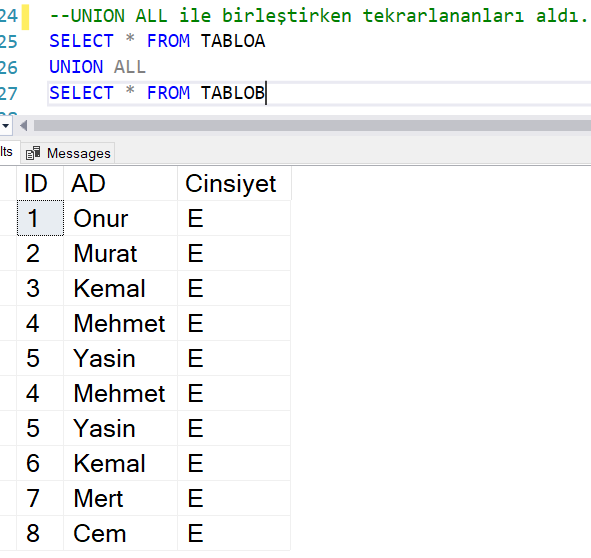 24 --UNION ALL ile birleştirken tekrarlananları aldı.
25 SELECT * FROM TABLOA
26 UNION ALL
27 SELECT * FROM TABLOB
lts Messages
ID AD Cinsiyet
1 Onur E
2 Murat E
3 Kemal E
4 Mehmet E
5 Yasin E
4 Mehmet E
5 Yasin E
6 Kemal E
7 Mert E
8 Cem E